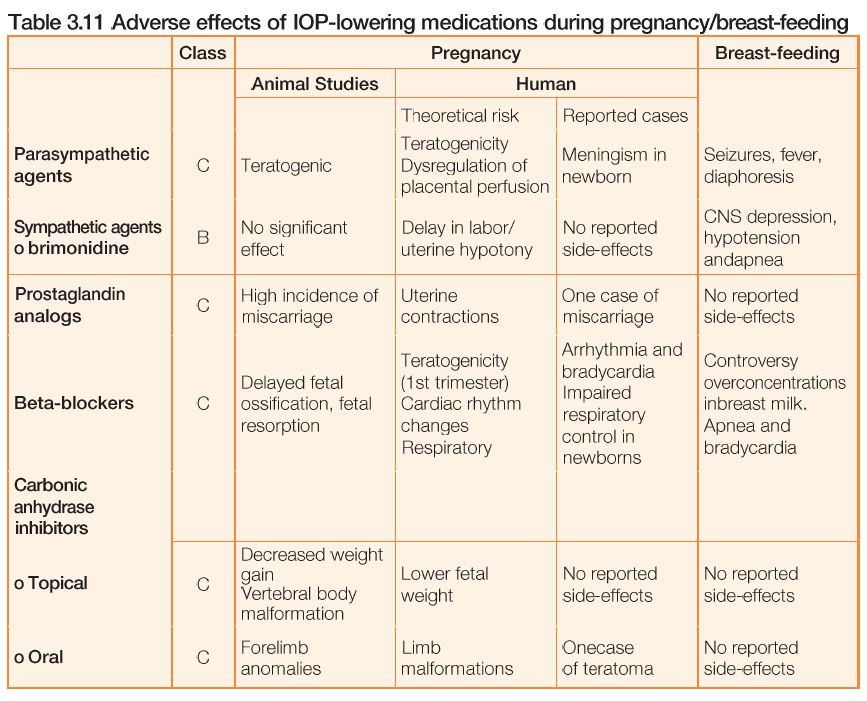 Table 3.11 Adverse effects of IOP-lowering medications during pregnancy/breast-feeding
Class
Pregnancy
Breast-feeding
Animal Studies
Human
Theoretical risk
Reported cases
Parasympathetic
agents
C
Teratogenic
Teratogenicity
Dysregulation of
placental perfusion
Meningism in
newborn
Seizures, fever,
diaphoresis
Sympathetic agents
o brimonidine
B
No significant
effect
Delay in labor/
uterine hypotony
No reported
side-effects
CNS depression,
hypotension
andapnea
Prostaglandin
analogs
C
High incidence of
miscarriage
Uterine
contractions
One case of
miscarriage
No reported
side-effects
Beta-blockers
C
Delayed fetal
ossification, fetal
resorption
Teratogenicity
(1st trimester)
Cardiac rhythm
changes
Respiratory
Arrhythmia and
bradycardia
Impaired
respiratory
control in
newborns
Controversy
overconcentrations
inbreast milk.
Apnea and
bradycardia
Carbonic
anhydrase
inhibitors
o Topical
C
Decreased weight
gain
Vertebral body
malformation
Lower fetal
weight
No reported
side-effects
No reported
side-effects
o Oral
C
Forelimb
anomalies
Limb
malformations
Onecase
of teratoma
No reported
side-effects